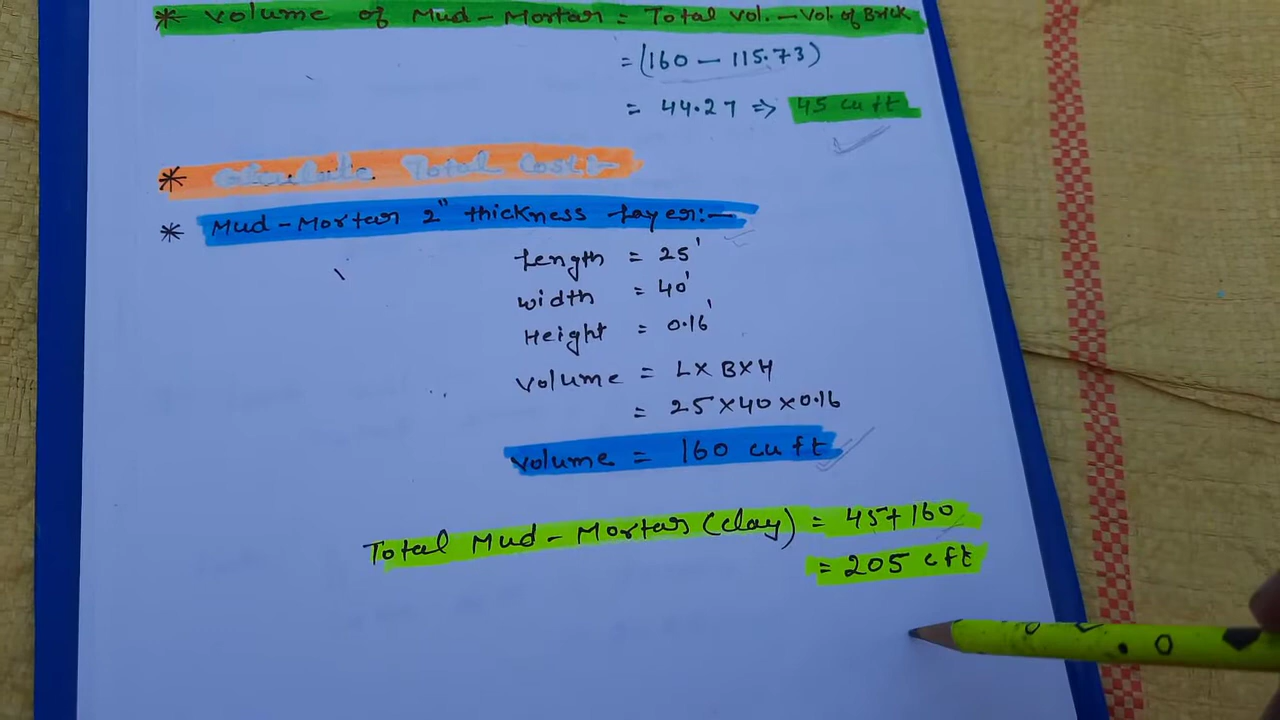 * Volume of Mud-Mortar = Total vol. - Vol. of Brick
= (160 - 115.73)
= 44.27 => 45 cu ft
* Total Cost:-
* Mud-Mortar 2" thickness Layer:-
Length = 25'
width = 40'
Height = 0.16'
Volume = L×B×H
= 25×40×0.16
Volume = 160 cu ft
Total Mud-Mortar (clay) = 45+160
= 205 cft